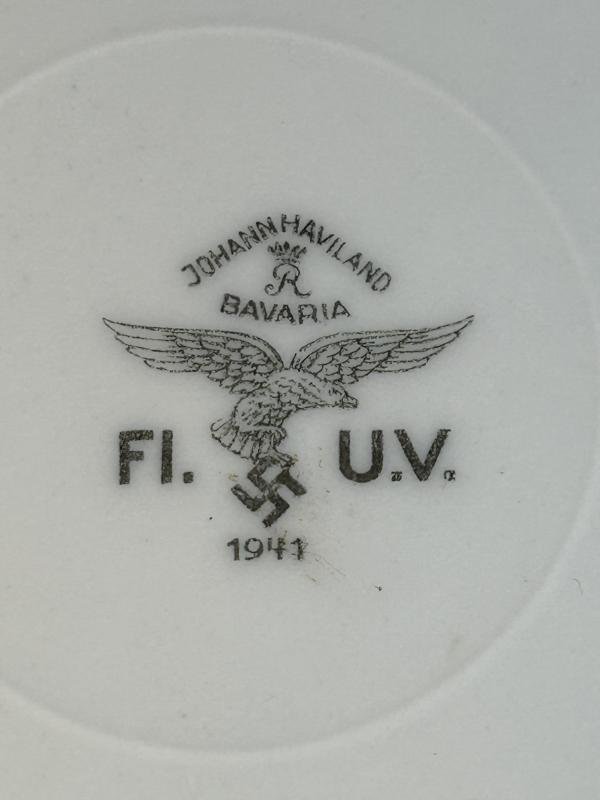 JOHANN HAVILAND
R
BAVARIA
Fl. U.V.
1941